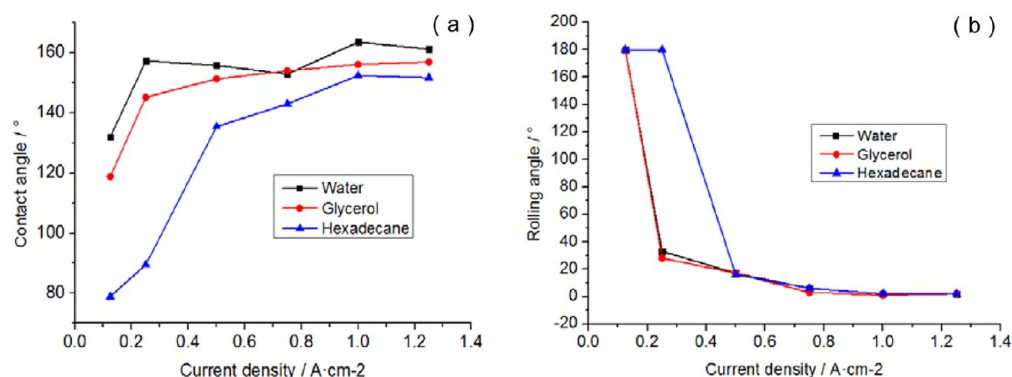 ( a )
Contact angle / °
160
140
120
100
80
Water
Glycerol
Hexadecane
0.0 0.2 0.4 0.6 0.8 1.0 1.2 1.4
Current density / A·cm-2
( b )
Rolling angle / °
200
180
160
140
120
100
80
60
40
20
0
-20
Water
Glycerol
Hexadecane
0.0 0.2 0.4 0.6 0.8 1.0 1.2 1.4
Current density / A·cm-2